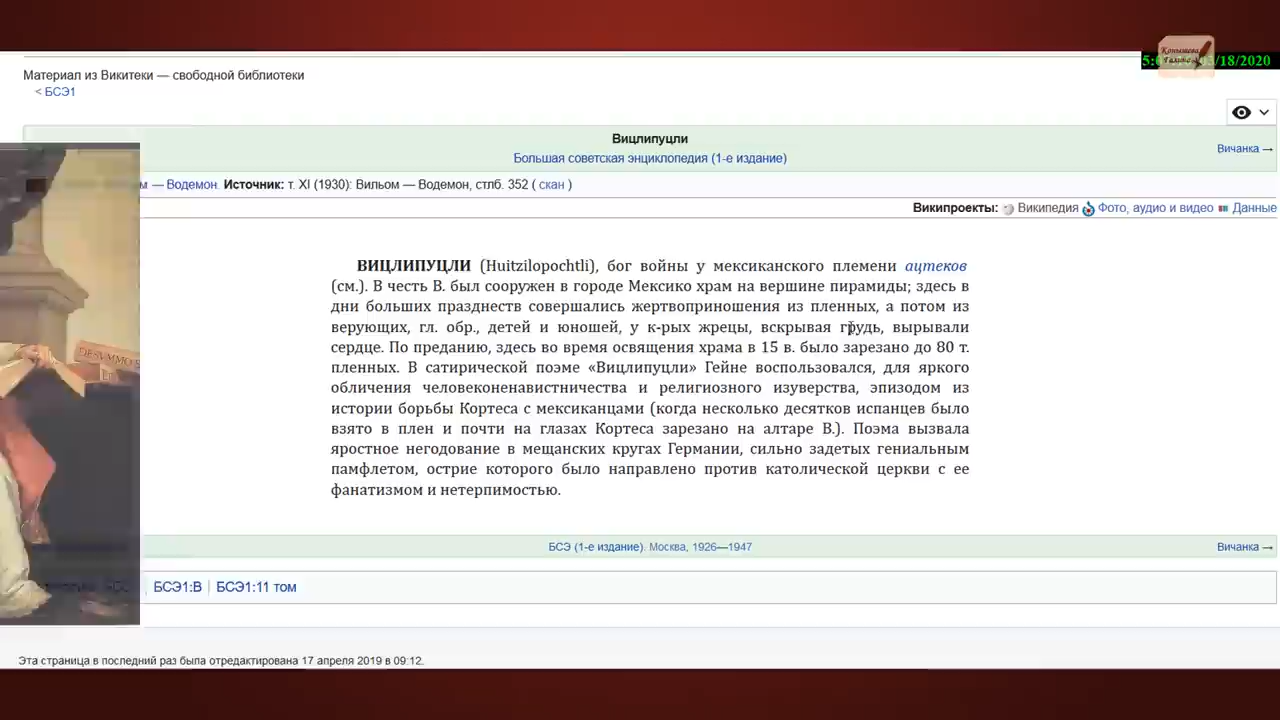 Конышева
Галина
Материал из Викитеки — свободной библиотеки
/18/2020
< БСЭ1
Вицлипуцли
Большая советская энциклопедия (1-е издание)
Вичанка →
— Водемон. Источник: т. XI (1930): Вильом — Водемон, стлб. 352 ( скан )
Википроекты: Википедия Фото, аудио и видео Данные
ВИЦЛИПУЦЛИ (Huitzilopochtli), бог войны у мексиканского племени ацтеков
(см.). В честь В. был сооружен в городе Мексико храм на вершине пирамиды; здесь в
дни больших празднеств совершались жертвоприношения из пленных, а потом из
верующих, гл. обр., детей и юношей, у к-рых жрецы, вскрывая грудь, вырывали
сердце. По преданию, здесь во время освящения храма в 15 в. было зарезано до 80 т.
пленных. В сатирической поэме «Вицлипуцли» Гейне воспользовался, для яркого
обличения человеконенавистничества и религиозного изуверства, эпизодом из
истории борьбы Кортеса с мексиканцами (когда несколько десятков испанцев было
взято в плен и почти на глазах Кортеса зарезано на алтаре В.). Поэма вызвала
яростное негодование в мещанских кругах Германии, сильно задетых гениальным
памфлетом, острие которого было направлено против католической церкви с ее
фанатизмом и нетерпимостью.
БСЭ (1-е издание). Москва, 1926—1947
Вичанка →
БСЭ1:В | БСЭ1:11 том
Эта страница в последний раз была отредактирована 17 апреля 2019 в 09:12.